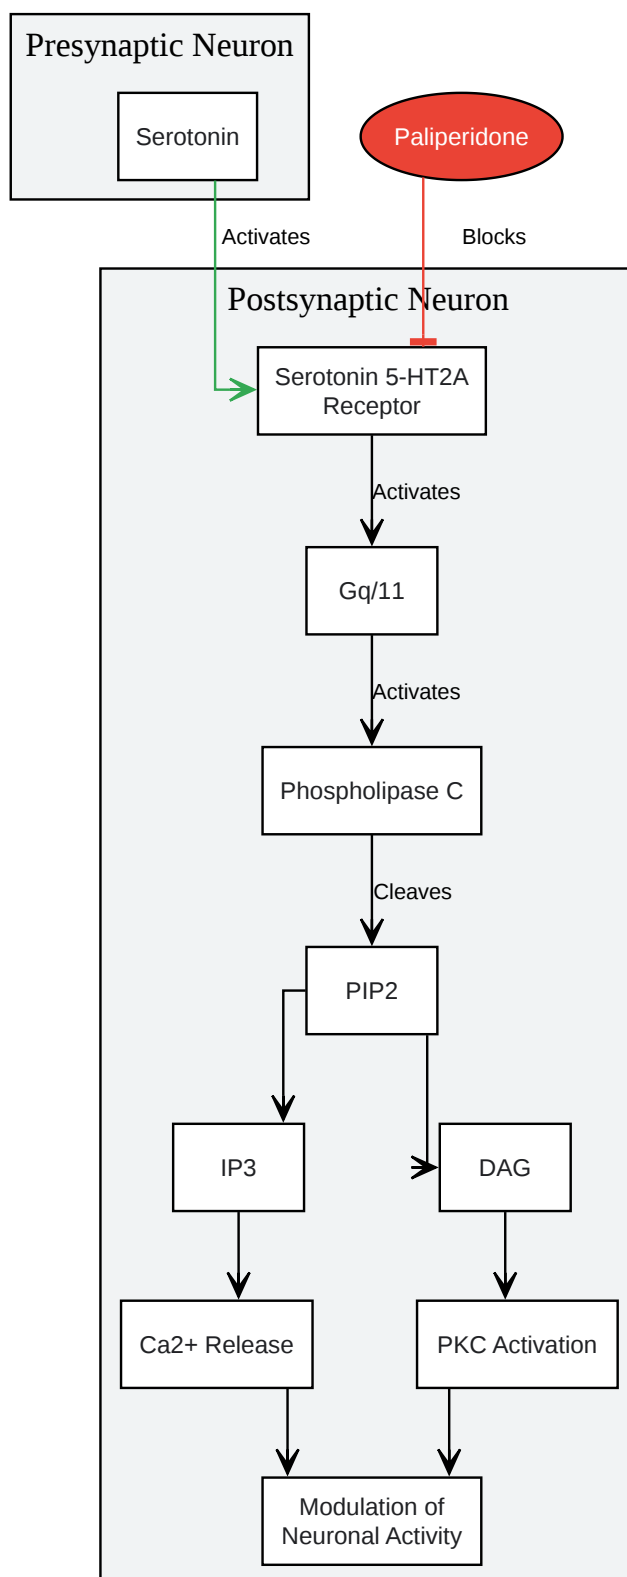 Presynaptic Neuron
Serotonin
Paliperidone
Activates
Blocks
Postsynaptic Neuron
Serotonin 5-HT2A
Receptor
Activates
Gq/11
Activates
Phospholipase C
Cleaves
PIP2
IP3
DAG
Ca2+ Release
PKC Activation
Modulation of
Neuronal Activity